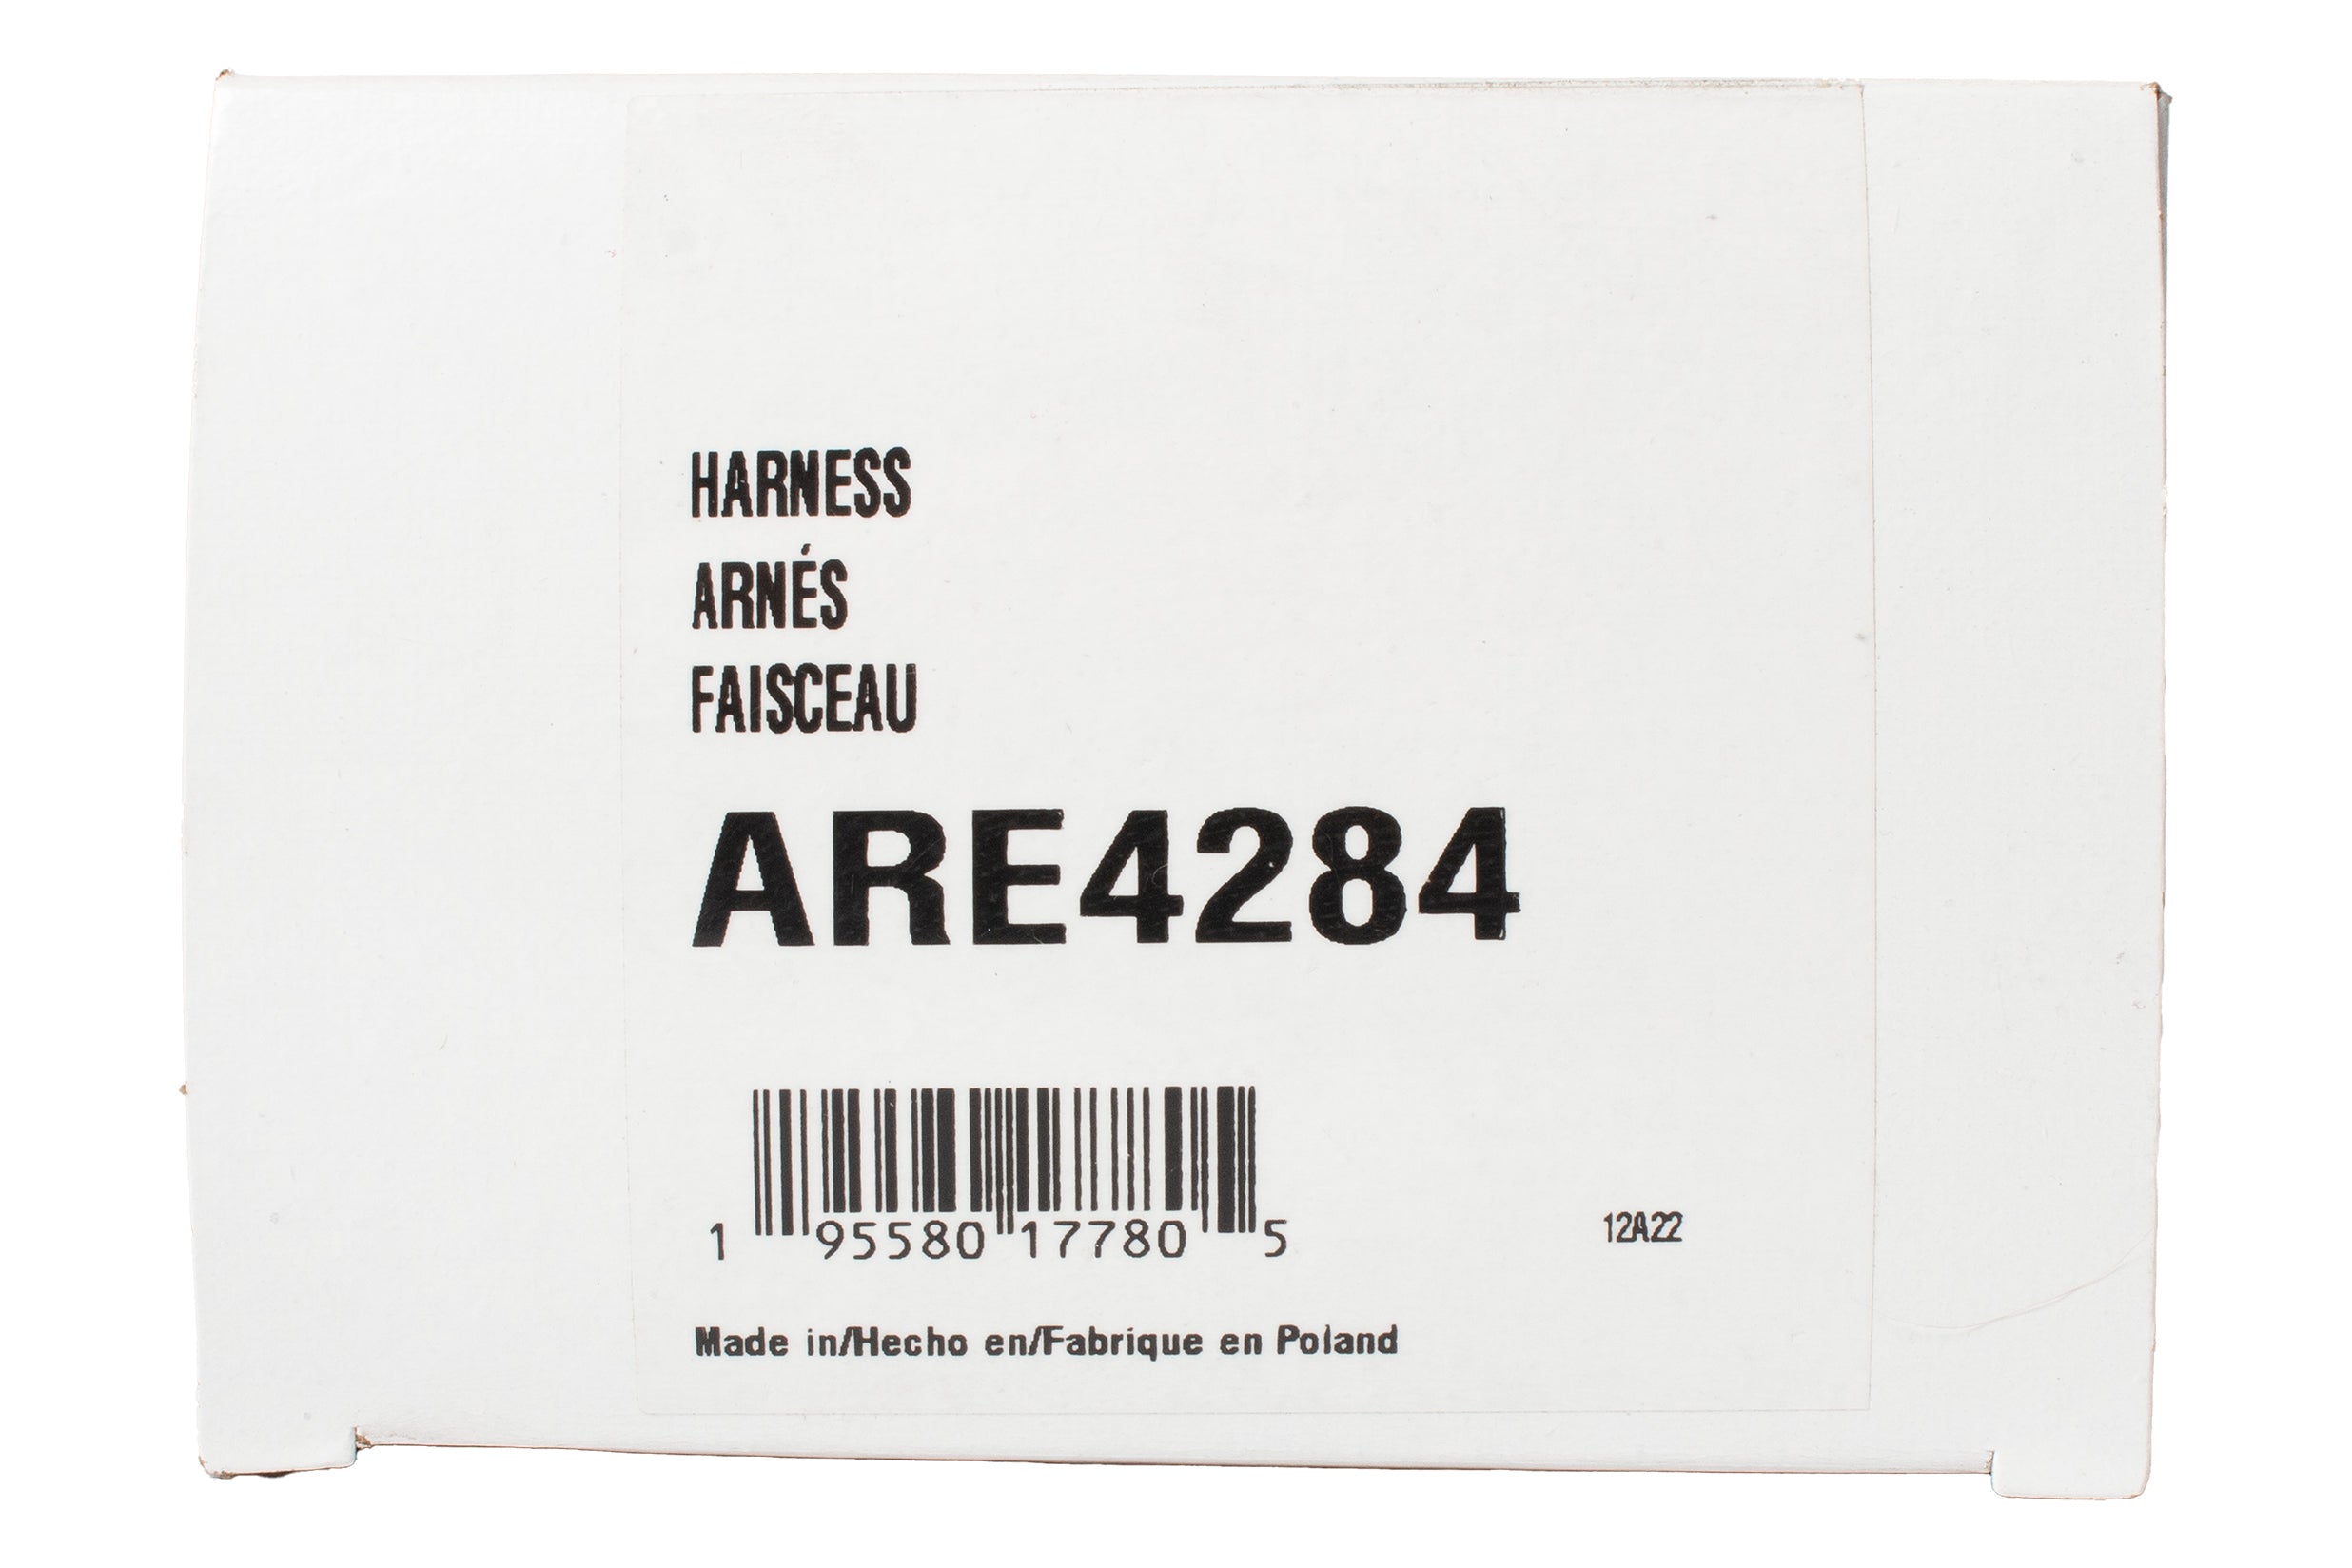 HARNESS
ARNÉS
FAISCEAU
ARE4284
1 95580 17780 5
12A22
Made in/Hecho en/Fabrique en Poland